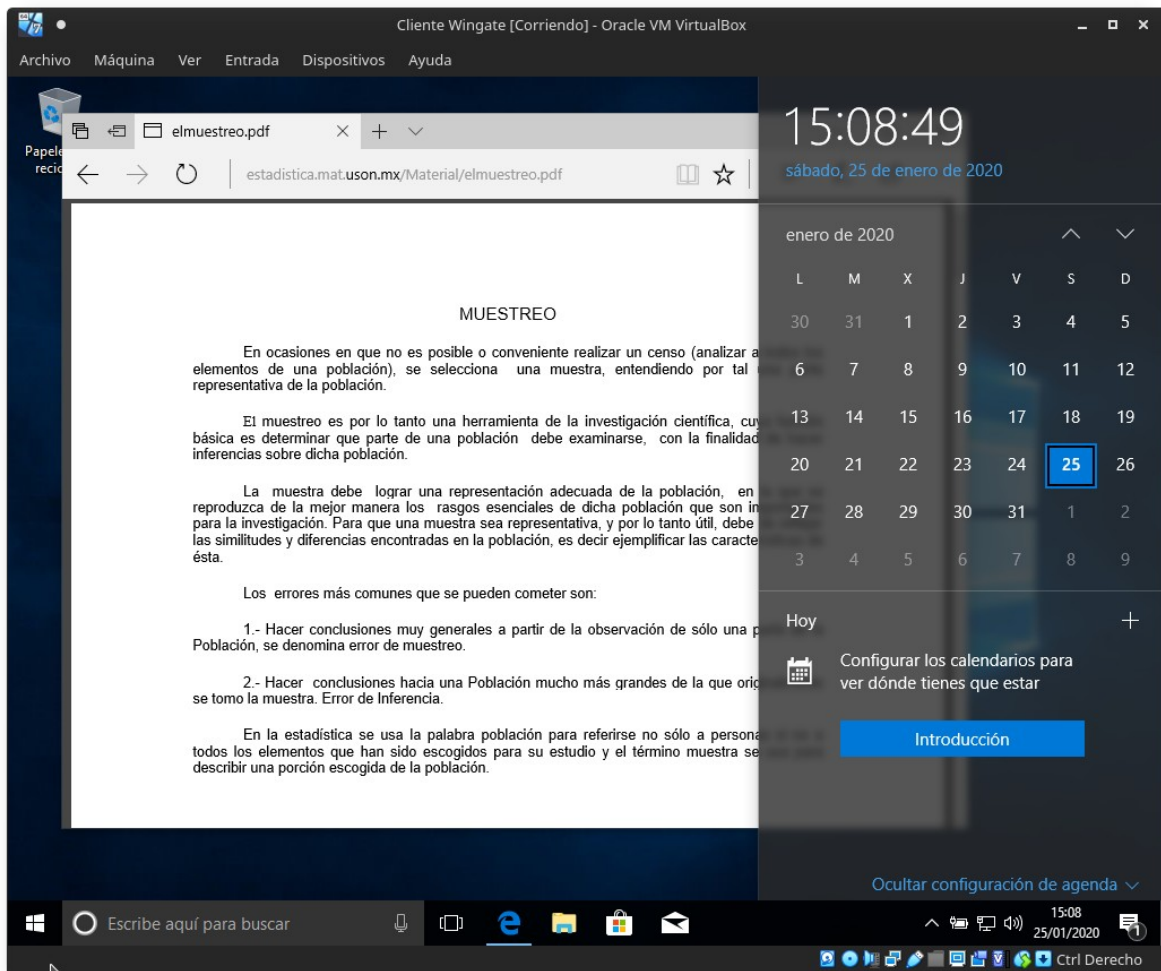 Cliente Wingate [Corriendo] - Oracle VM VirtualBox
Archivo Máquina Ver Entrada Dispositivos Ayuda
Papele
recic
elmuestreo.pdf
estadistica.mat.uson.mx/Material/elmuestreo.pdf
MUESTREO
En ocasiones en que no es posible o conveniente realizar un censo (analizar a
elementos de una población), se selecciona una muestra, entendiendo por tal
representativa de la población.
El muestreo es por lo tanto una herramienta de la investigación científica, cuy
básica es determinar que parte de una población debe examinarse, con la finalidad
inferencias sobre dicha población.
La muestra debe lograr una representación adecuada de la población, en
reproduzca de la mejor manera los rasgos esenciales de dicha población que son
para la investigación. Para que una muestra sea representativa, y por lo tanto útil, debe
las similitudes y diferencias encontradas en la población, es decir ejemplificar las caracte
ésta.
Los errores más comunes que se pueden cometer son:
1.- Hacer conclusiones muy generales a partir de la observación de sólo una
Población, se denomina error de muestreo.
2.- Hacer conclusiones hacia una Población mucho más grandes de la que
se tomo la muestra. Error de Inferencia.
En la estadística se usa la palabra población para referirse no sólo a persona
todos los elementos que han sido escogidos para su estudio y el término muestra se
describir una porción escogida de la población.
15:08:49
sábado, 25 de enero de 2020
enero de 2020
L M X J V S D
30 31 1 2 3 4 5
6 7 8 9 10 11 12
13 14 15 16 17 18 19
20 21 22 23 24 25 26
27 28 29 30 31 1 2
3 4 5 6 7 8 9
Hoy
Configurar los calendarios para
ver dónde tienes que estar
Introducción
Ocultar configuración de agenda
Escribe aquí para buscar
15:08
25/01/2020
1
Ctrl Derecho